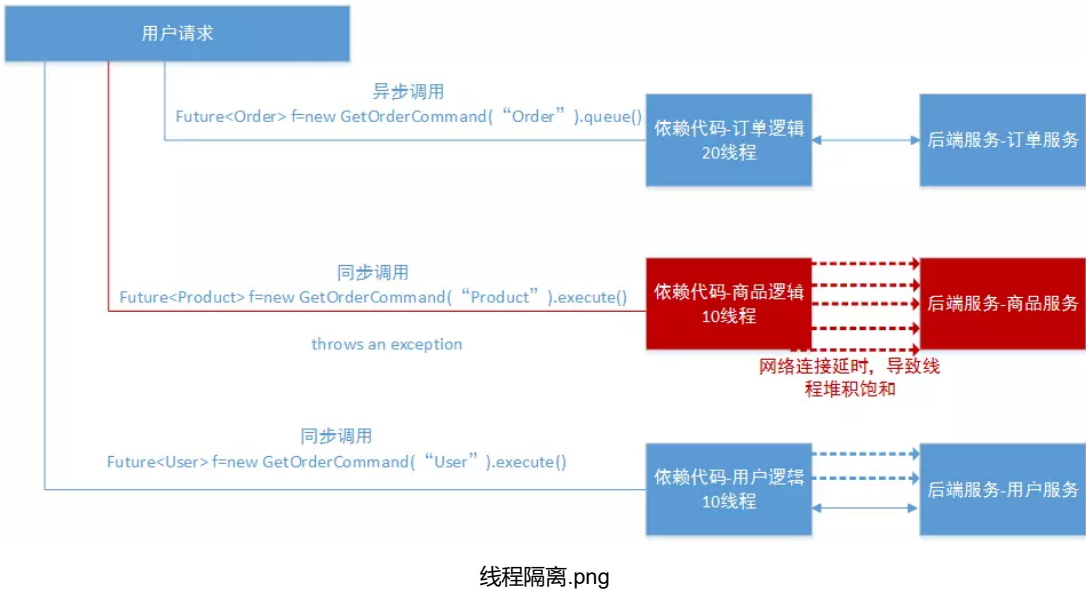 用户请求
异步调用
Future<Order> f=new GetOrderCommand(“Order”).queue()
依赖代码-订单逻辑
20线程
后端服务-订单服务
同步调用
Future<Product> f=new GetOrderCommand(“Product”).execute()
throws an exception
依赖代码-商品逻辑
10线程
后端服务-商品服务
网络连接延时，导致线
程堆积饱和
同步调用
Future<User> f=new GetOrderCommand(“User”).execute()
依赖代码-用户逻辑
10线程
后端服务-用户服务
线程隔离.png